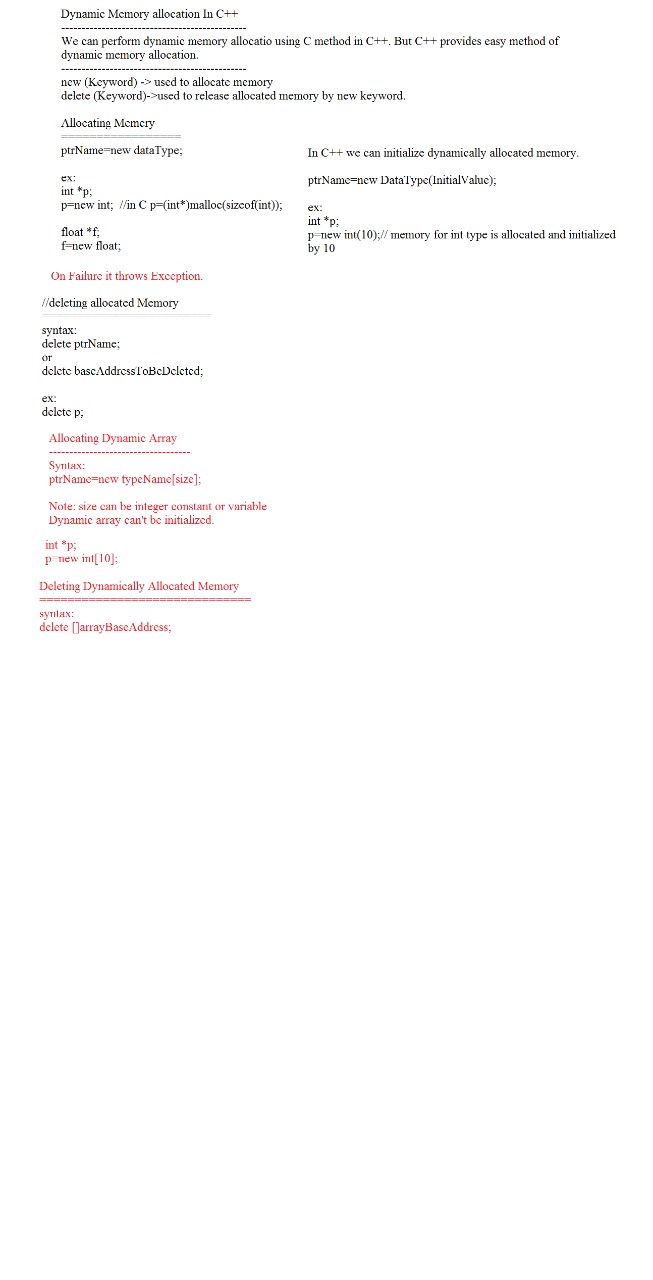 Dynamic Memory allocation In C++
----------------------------------------------
We can perform dynamic memory allocatio using C method in C++. But C++ provides easy method of
dynamic memory allocation.
----------------------------------------------
new (Keyword) -> used to allocate memory
delete (Keyword)->used to release allocated memory by new keyword.
Allocating Memery
=================
ptrName=new dataType;
ex:
int *p;
p=new int;  //in C p=(int*)malloc(sizeof(int));
float *f;
f=new float;
In C++ we can initialize dynamically allocated memory.
ptrName=new DataType(InitialValue);
ex:
int *p;
p=new int(10);// memory for int type is allocated and initialized
by 10
On Failure it throws Exception.
//deleting allocated Memory
========================
syntax:
delete ptrName;
or
delete baseAddressToBeDeleted;
ex:
delete p;
Allocating Dynamic Array
-----------------------------------
Syntax:
ptrName=new typeName[size];
Note: size can be integer constant or variable
Dynamic array can't be initialized.
int *p;
p=new int[10];
Deleting Dynamically Allocated Memory
==============================
syntax:
delete []arrayBaseAddress;